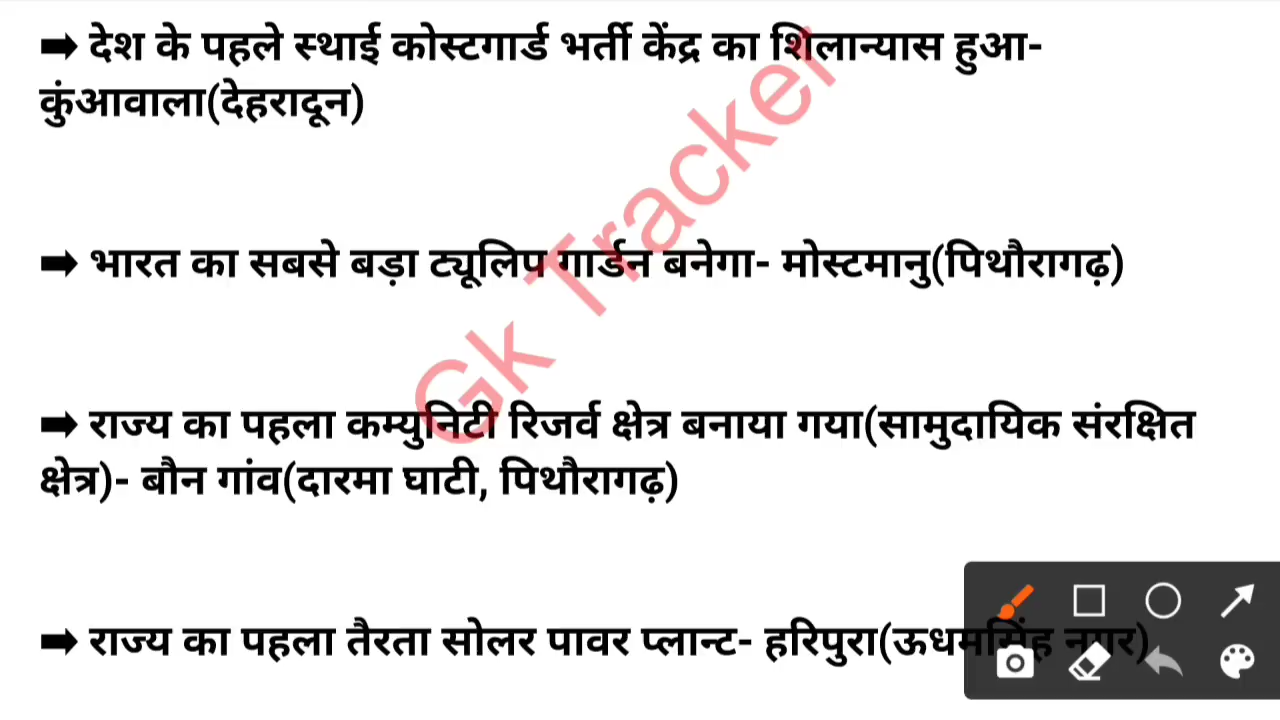 ➡ देश के पहले स्थाई कोस्टगार्ड भर्ती केंद्र का शिलान्यास हुआ-
कुंआवाला(देहरादून)
➡ भारत का सबसे बड़ा ट्यूलिप गार्डन बनेगा- मोस्टमानु(पिथौरागढ़)
➡ राज्य का पहला कम्युनिटी रिजर्व क्षेत्र बनाया गया(सामुदायिक संरक्षित
क्षेत्र)- बौन गांव(दारमा घाटी, पिथौरागढ़)
➡ राज्य का पहला तैरता सोलर पावर प्लान्ट- हरिपुरा(ऊधमसिंह नगर)
Gk Tracker